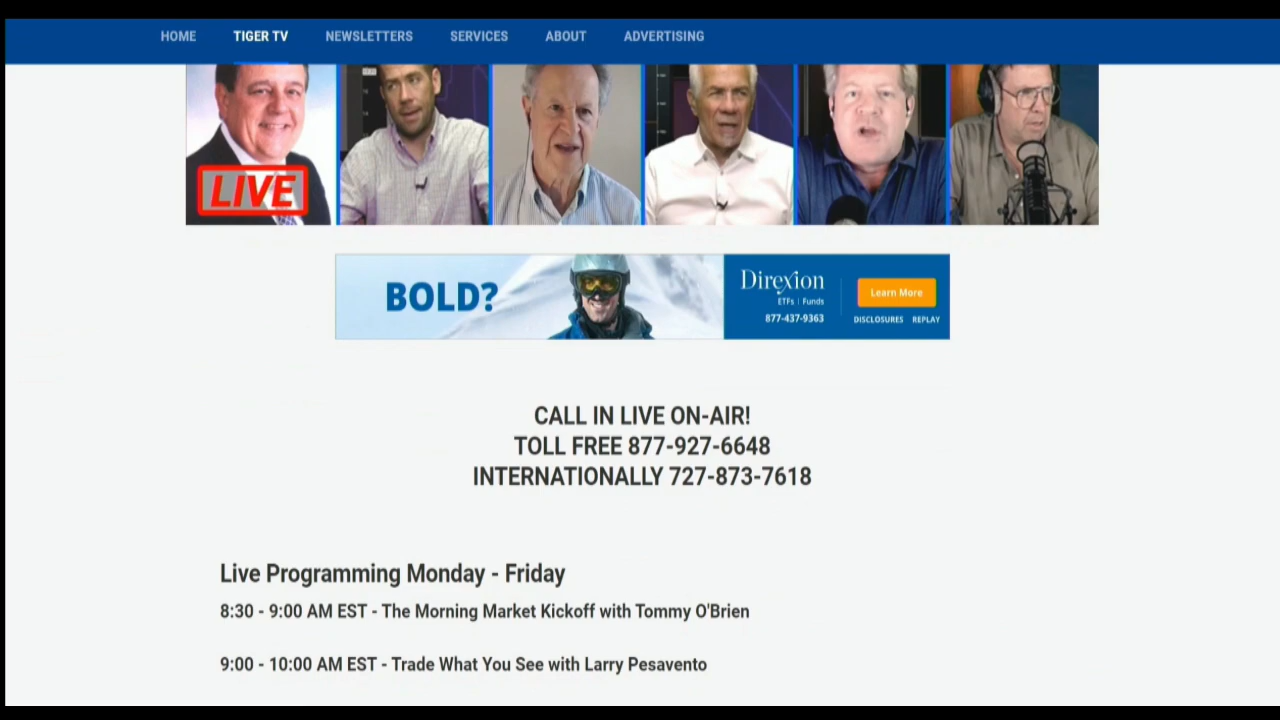 HOME TIGER TV NEWSLETTERS SERVICES ABOUT ADVERTISING
LIVE
BOLD?
Direxion
ETFs | Funds
877-437-9363
Learn More
DISCLOSURES REPLAY
CALL IN LIVE ON-AIR!
TOLL FREE 877-927-6648
INTERNATIONALLY 727-873-7618
Live Programming Monday - Friday
8:30 - 9:00 AM EST - The Morning Market Kickoff with Tommy O'Brien
9:00 - 10:00 AM EST - Trade What You See with Larry Pesavento